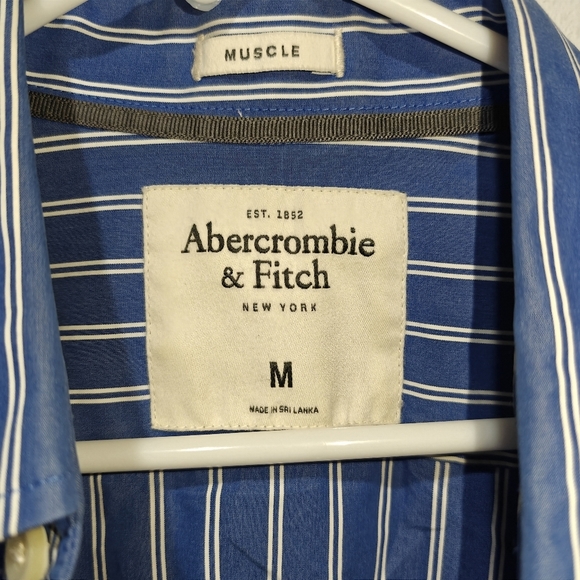 MUSCLE
EST. 1852
Abercrombie
& Fitch
NEW YORK
M
MADE IN SRI LANKA